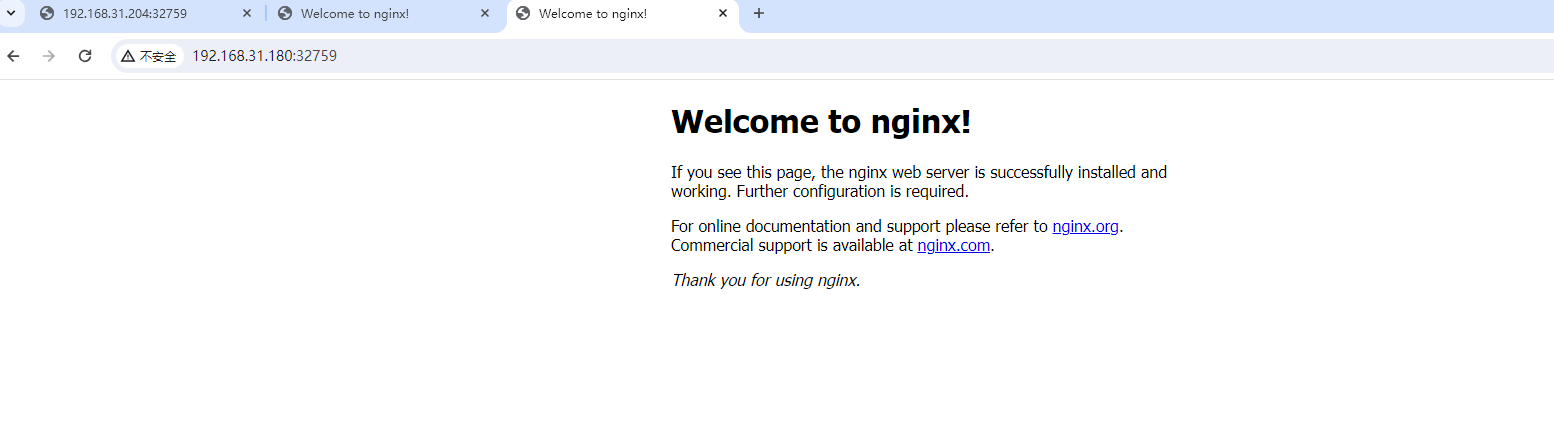 192.168.31.204:32759
Welcome to nginx!
Welcome to nginx!
不安全
192.168.31.180:32759
Welcome to nginx!
If you see this page, the nginx web server is successfully installed and
working. Further configuration is required.
For online documentation and support please refer to nginx.org.
Commercial support is available at nginx.com.
Thank you for using nginx.